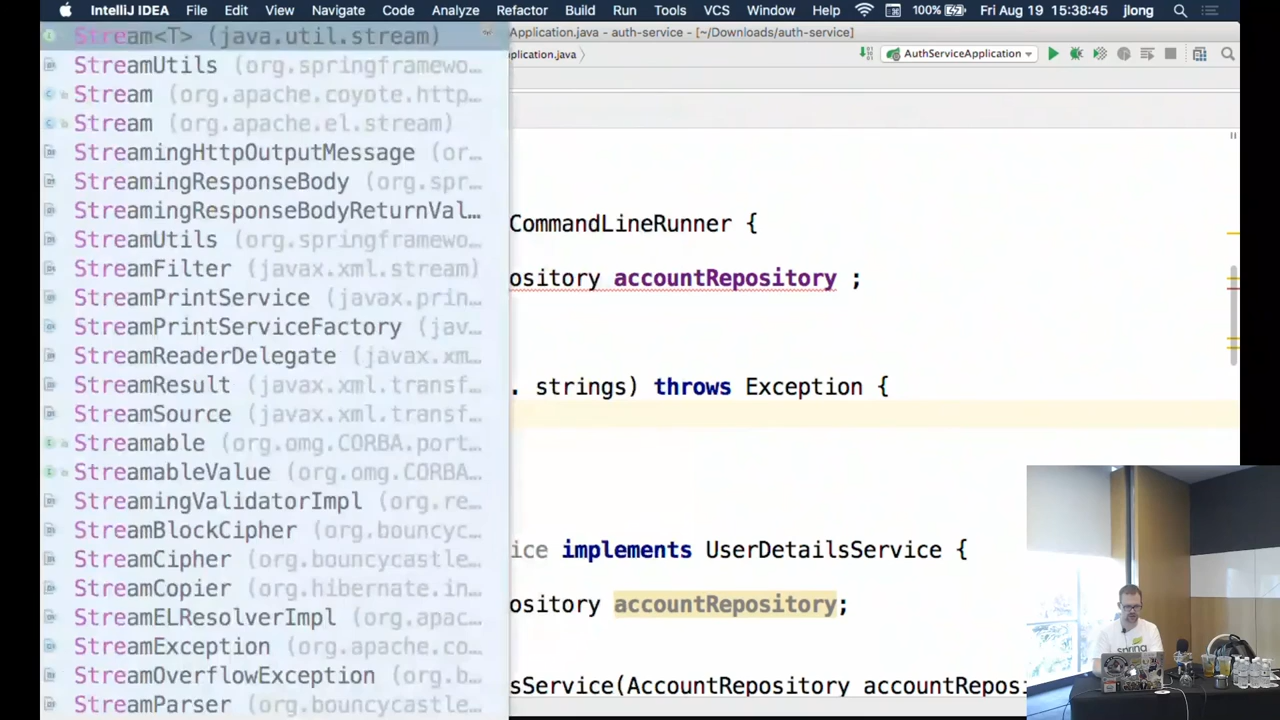 IntelliJ IDEA File Edit View Navigate Code Analyze Refactor Build Run Tools VCS Window Help 100% Fri Aug 19 15:38:45 jlong
Application.java - auth-service - [~/Downloads/auth-service]
plication.java AuthServiceApplication
Stream<T> (java.util.stream)
StreamUtils (org.springframewo…
Stream (org.apache.coyote.http…
Stream (org.apache.el.stream)
StreamingHttpOutputMessage (or…
StreamingResponseBody (org.spr…
StreamingResponseBodyReturnVal…
StreamUtils (org.springframewo…
StreamFilter (javax.xml.stream)
StreamPrintService (javax.prin…
StreamPrintServiceFactory (jav…
StreamReaderDelegate (javax.xm…
StreamResult (javax.xml.transf…
StreamSource (javax.xml.transf…
Streamable (org.omg.CORBA.port…
StreamableValue (org.omg.CORBA…
StreamingValidatorImpl (org.re…
StreamBlockCipher (org.bouncyc…
StreamCipher (org.bouncycastle…
StreamCopier (org.hibernate.in…
StreamELResolverImpl (org.apac…
StreamException (org.apache.co…
StreamOverflowException (org.b…
StreamParser (org.bouncycastle…
CommandLineRunner {
ository accountRepository ;
. strings) throws Exception {
ice implements UserDetailsService {
ository accountRepository;
sService(AccountRepository accountRepos
spring